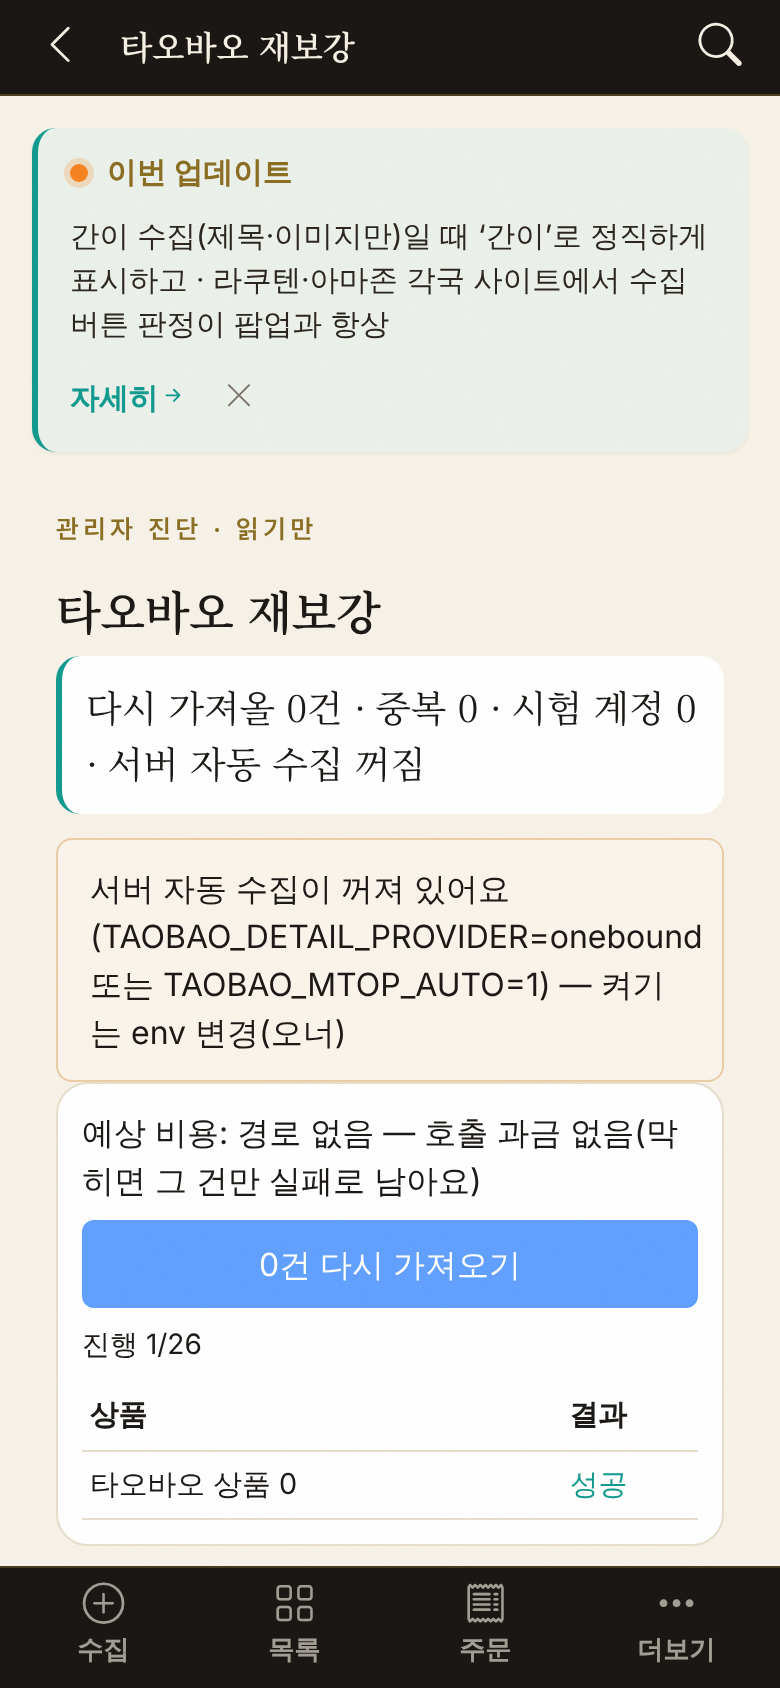 타오바오 재보강
이번 업데이트
간이 수집(제목·이미지만)일 때 ‘간이’로 정직하게
표시하고 · 라쿠텐·아마존 각국 사이트에서 수집
버튼 판정이 팝업과 항상
자세히 →
관리자 진단 · 읽기만
타오바오 재보강
다시 가져올 0건 · 중복 0 · 시험 계정 0
· 서버 자동 수집 꺼짐
서버 자동 수집이 꺼져 있어요
(TAOBAO_DETAIL_PROVIDER=onebound
또는 TAOBAO_MTOP_AUTO=1) — 켜기
는 env 변경(오너)
예상 비용: 경로 없음 — 호출 과금 없음(막
히면 그 건만 실패로 남아요)
0건 다시 가져오기
진행 1/26
상품 결과
타오바오 상품 0 성공
수집 목록 주문 더보기